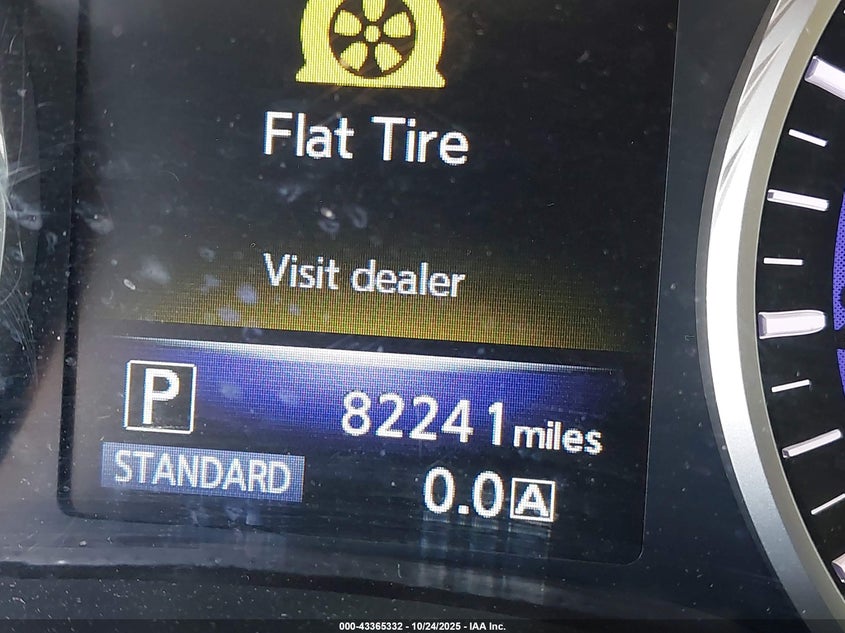 Flat Tire
Visit dealer
P 82241 miles
STANDARD 0.0 A
000-43365332 - 10/24/2025 - IAA Inc.